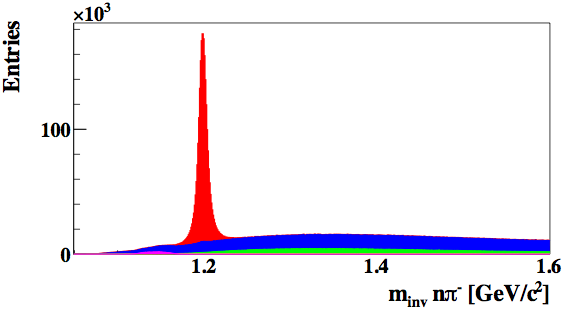 ×10³
Entries
100
0
1.2 1.4 1.6
m_inv nπ⁻ [GeV/c²]